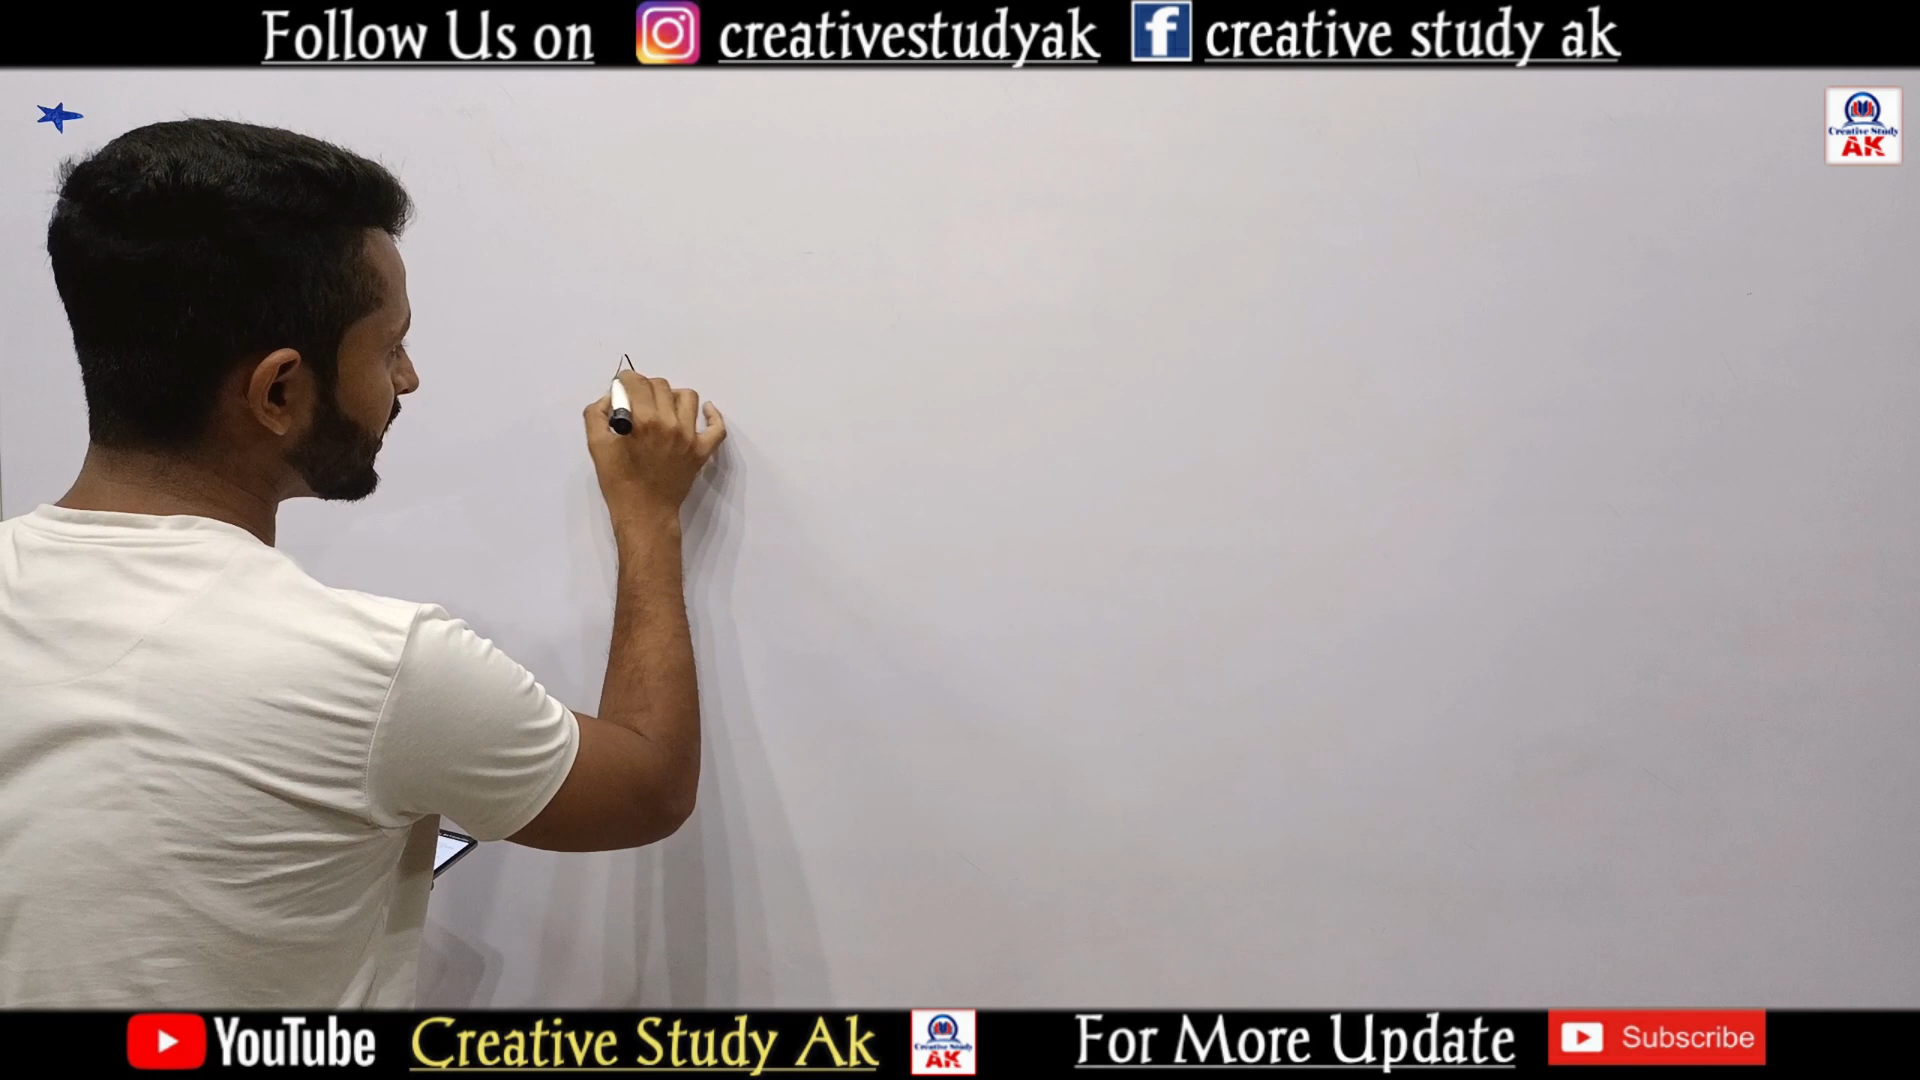 Follow Us on creativestudyak creative study ak
Creative Study
AK
YouTube Creative Study Ak Creative Study AK For More Update Subscribe